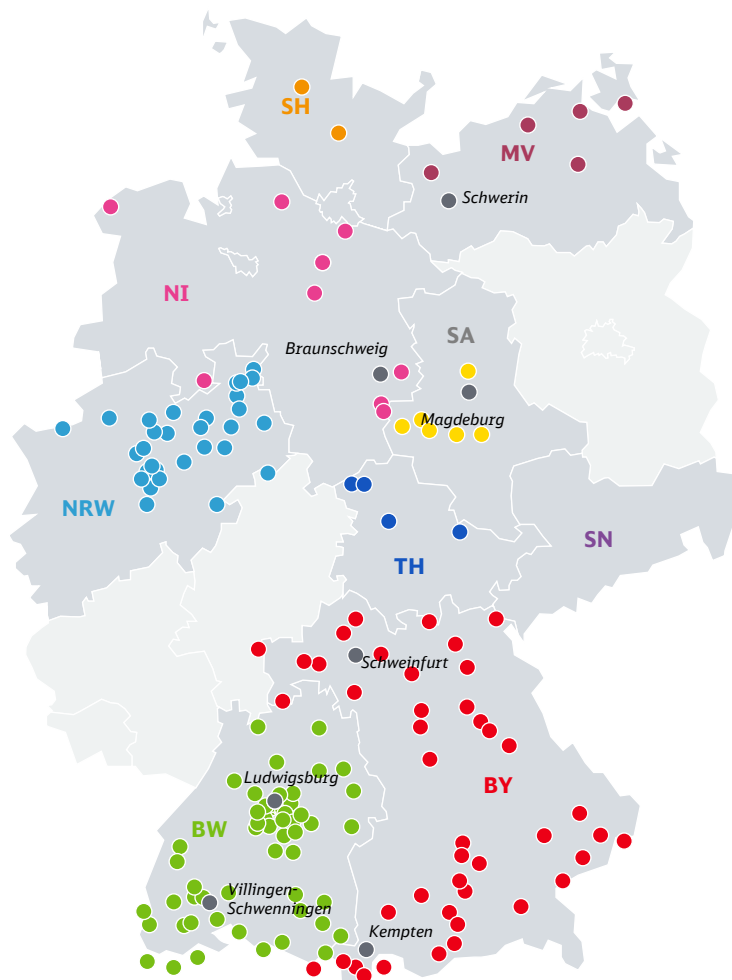 SH
MV
Schwerin
NI
Braunschweig
SA
Magdeburg
NRW
TH
SN
Schweinfurt
Ludwigsburg
BY
BW
Villingen-
Schwenningen
Kempten